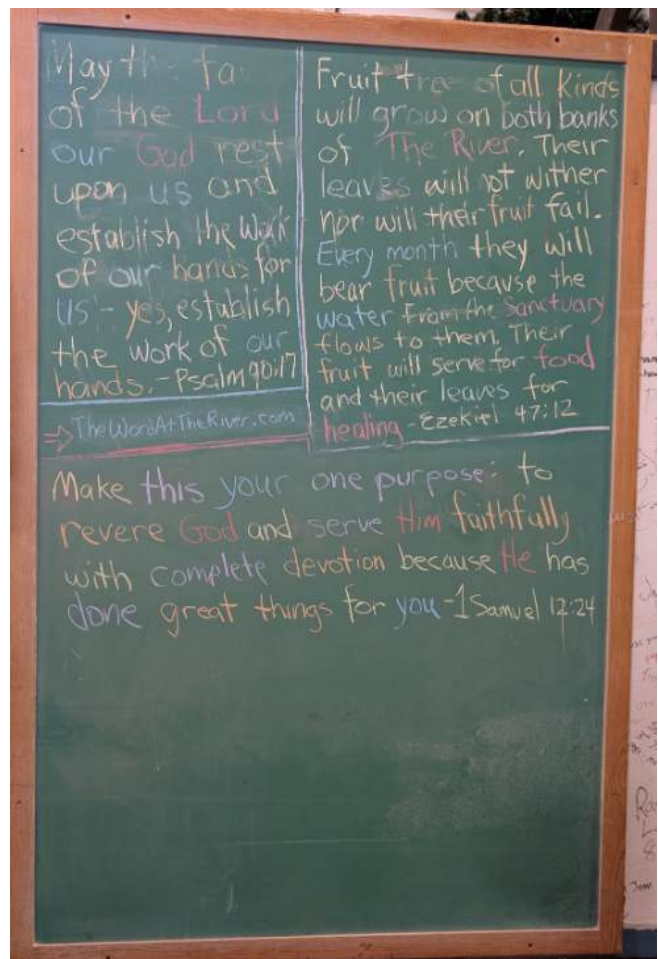 May the fa
of the Lord
our God rest
upon us and
establish the work
of our hands for
us - yes, establish
the work of our
hands. - Psalm 90:17
TheWordAtTheRiver.com
Fruit tree of all Kinds
will grow on both banks
of The River. Their
leaves will not wither
nor will their fruit fail.
Every month they will
bear fruit because the
water From the Sanctuary
flows to them. Their
fruit will serve for food
and their leaves for
healing - Ezekiel 47:12
Make this your one purpose: to
revere God and serve Him faithfully
with complete devotion because He has
done great things for you - 1 Samuel 12:24